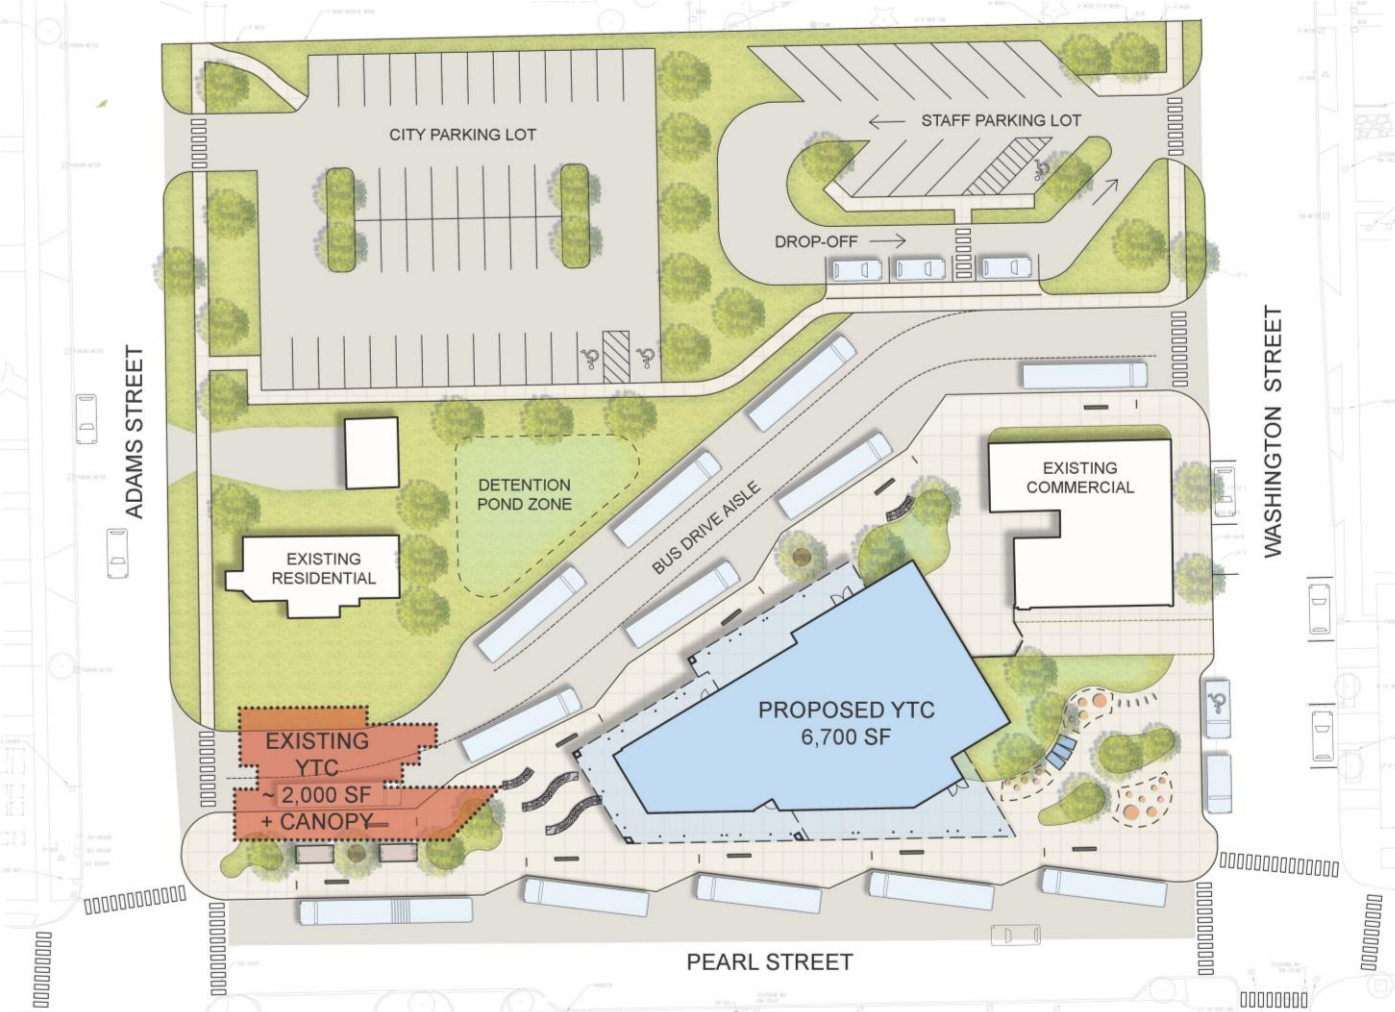 CITY PARKING LOT
STAFF PARKING LOT
DROP-OFF
ADAMS STREET
WASHINGTON STREET
DETENTION
POND ZONE
BUS DRIVE AISLE
EXISTING
COMMERCIAL
EXISTING
RESIDENTIAL
PROPOSED YTC
6,700 SF
EXISTING
YTC
~ 2,000 SF
+ CANOPY
PEARL STREET